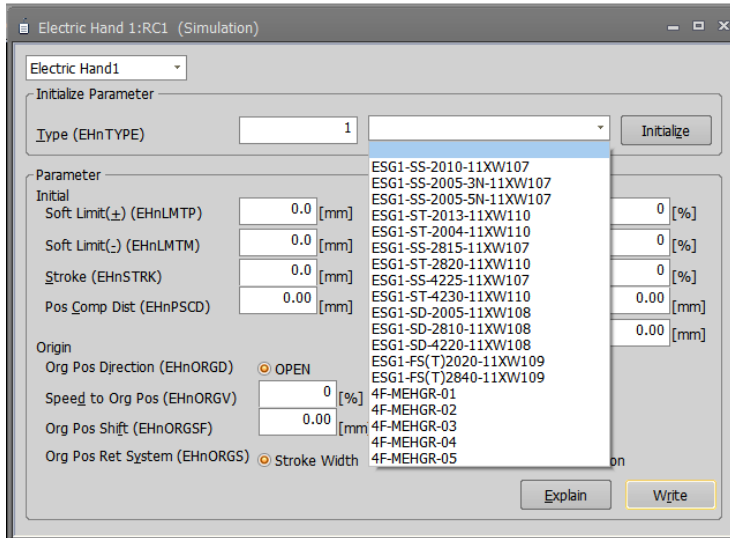 Electric Hand 1:RC1 (Simulation)
Electric Hand1
Initialize Parameter
Type (EHnTYPE) 1 Initialize
ESG1-SS-2010-11XW107
ESG1-SS-2005-3N-11XW107
ESG1-SS-2005-5N-11XW107
ESG1-ST-2013-11XW110
ESG1-ST-2004-11XW110
ESG1-SS-2815-11XW107
ESG1-ST-2820-11XW110
ESG1-SS-4225-11XW107
ESG1-ST-4230-11XW110
ESG1-SD-2005-11XW108
ESG1-SD-2810-11XW108
ESG1-SD-4220-11XW108
ESG1-FS(T)2020-11XW109
ESG1-FS(T)2840-11XW109
4F-MEHGR-01
4F-MEHGR-02
4F-MEHGR-03
4F-MEHGR-04
4F-MEHGR-05
Parameter
Initial
Soft Limit(+) (EHnLMTP) 0.0 [mm] 0 [%]
Soft Limit(-) (EHnLMTM) 0.0 [mm] 0 [%]
Stroke (EHnSTRK) 0.0 [mm] 0 [%]
Pos Comp Dist (EHnPSCD) 0.00 [mm] 0.00 [mm]
0.00 [mm]
Origin
Org Pos Direction (EHnORGD) OPEN
Speed to Org Pos (EHnORGV) 0 [%]
Org Pos Shift (EHnORGSF) 0.00 [mm
Org Pos Ret System (EHnORGS) Stroke Width on
Explain Write